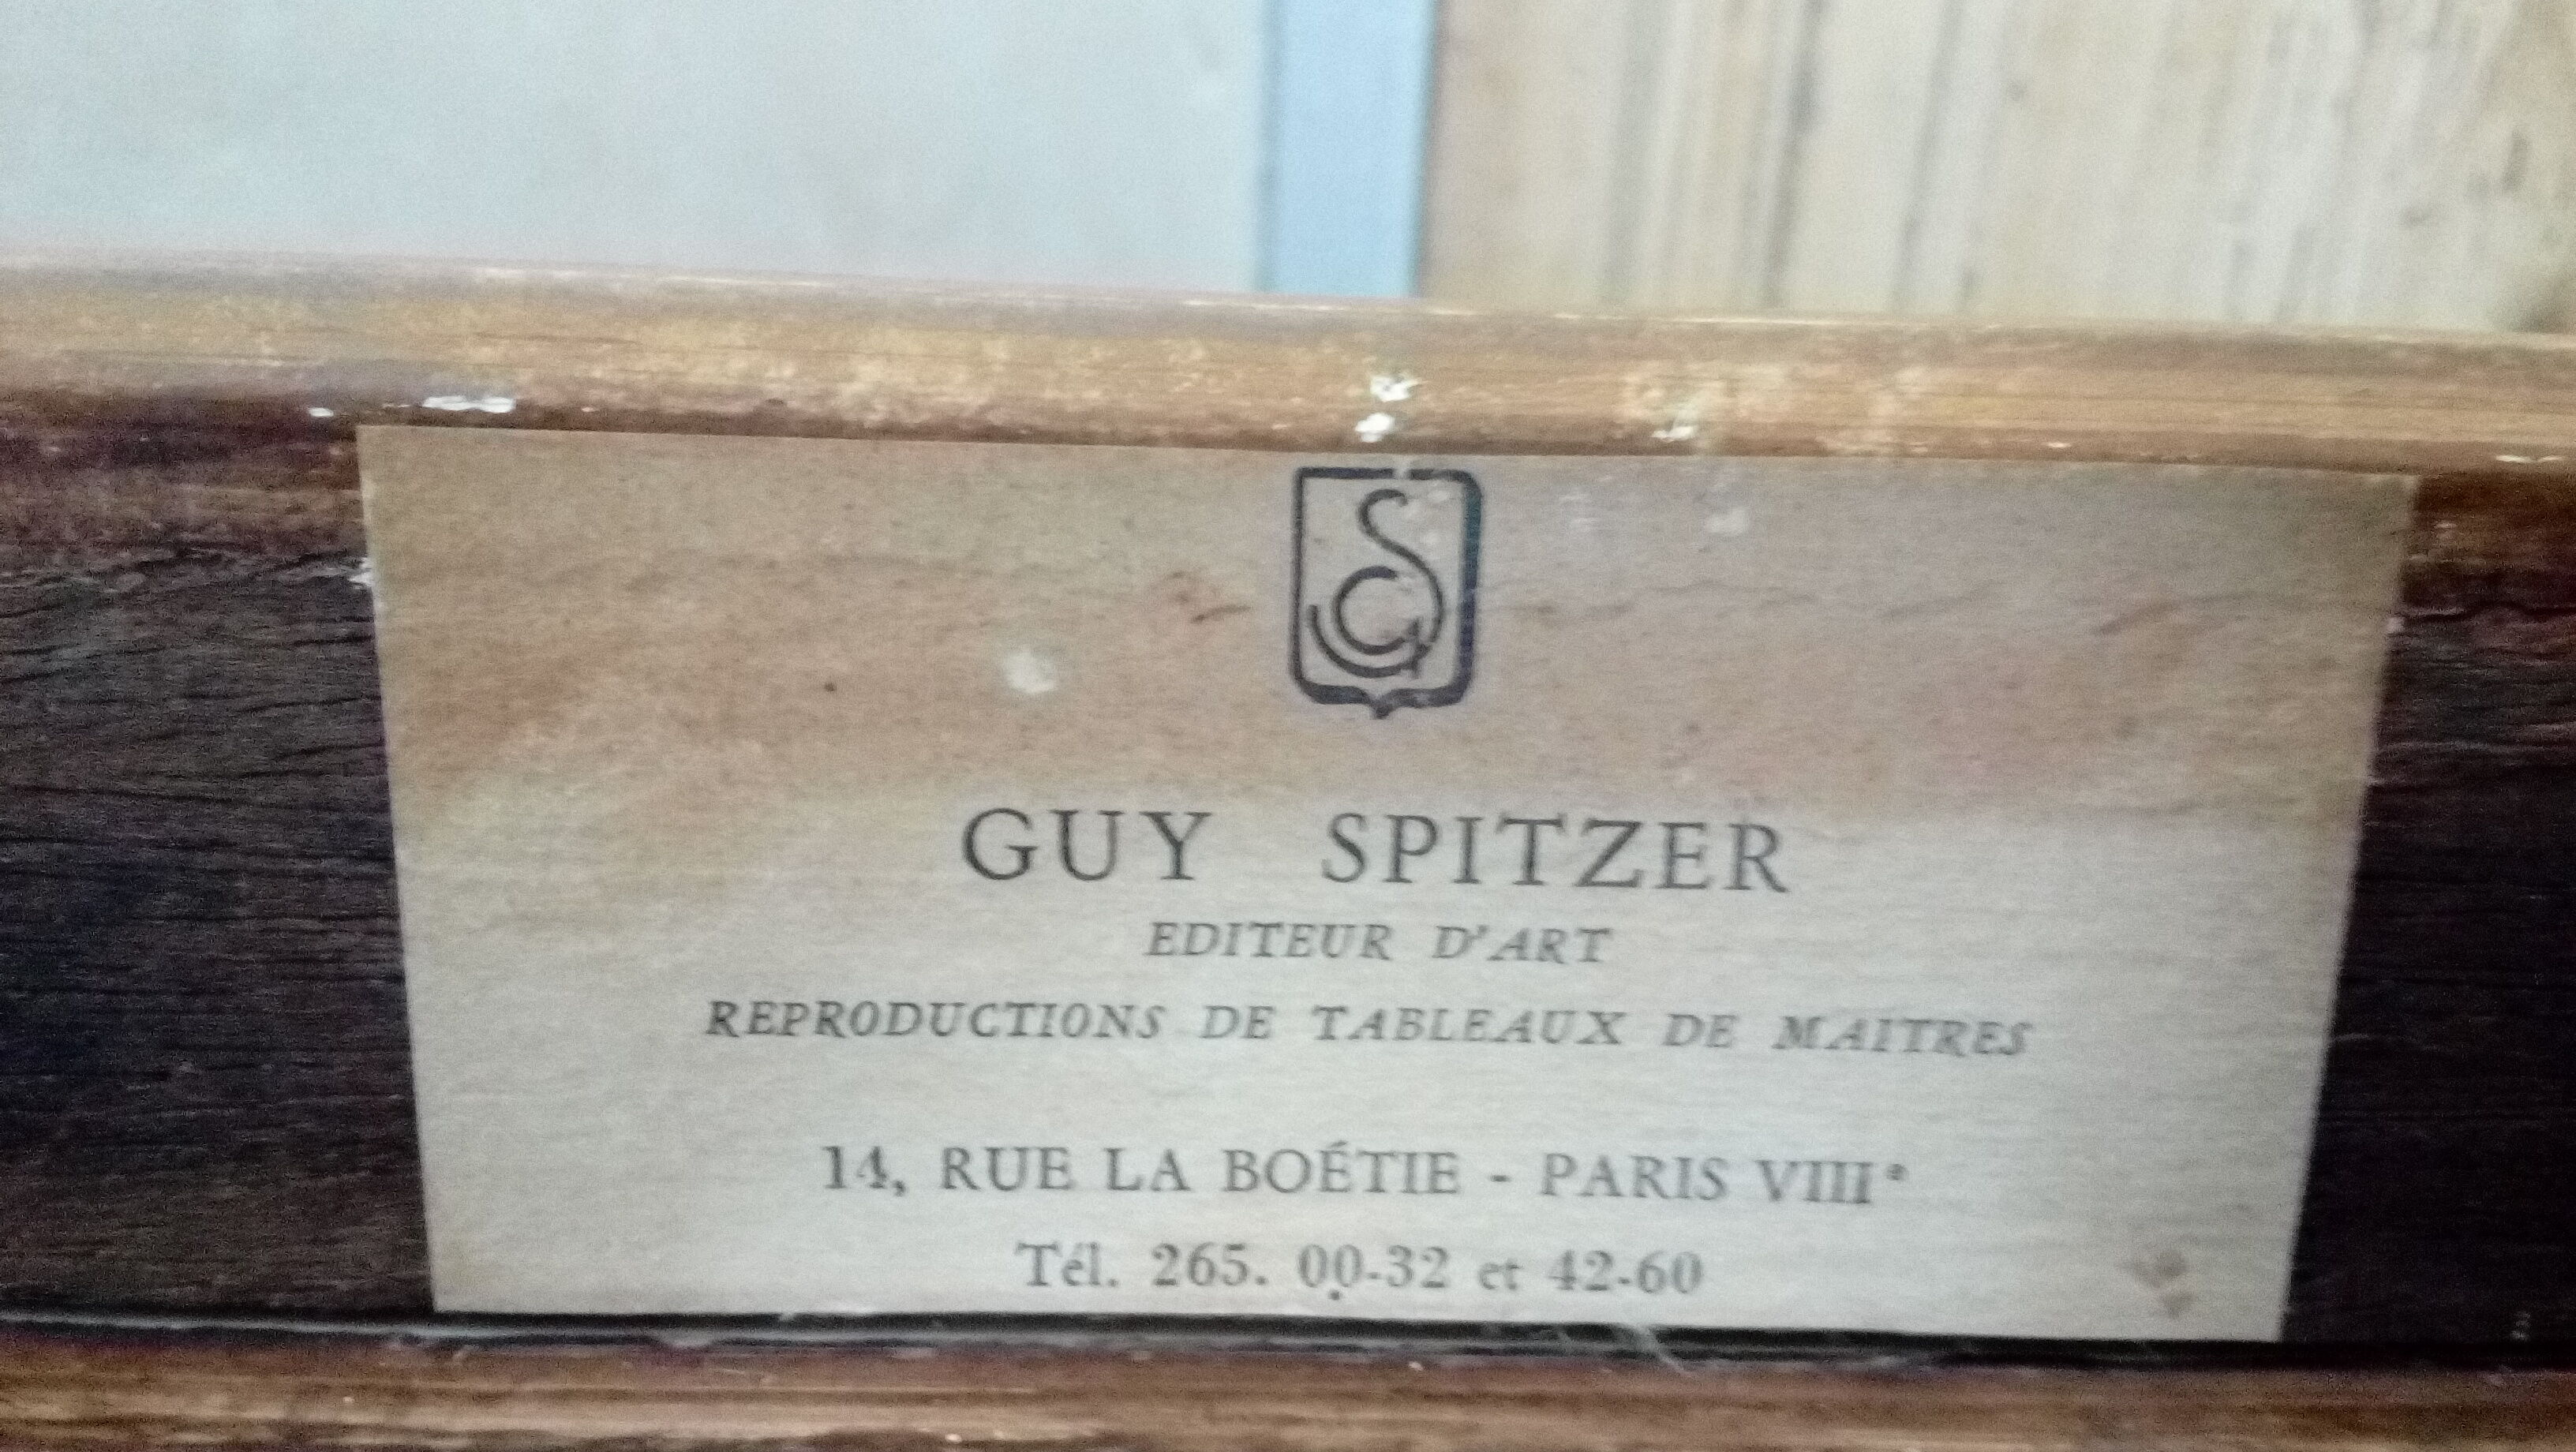 GUY SPITZER
EDITEUR D'ART
REPRODUCTIONS DE TABLEAUX DE MAITRES
14, RUE LA BOÉTIE - PARIS VIIIe
Tél. 265. 00-32 et 42-60